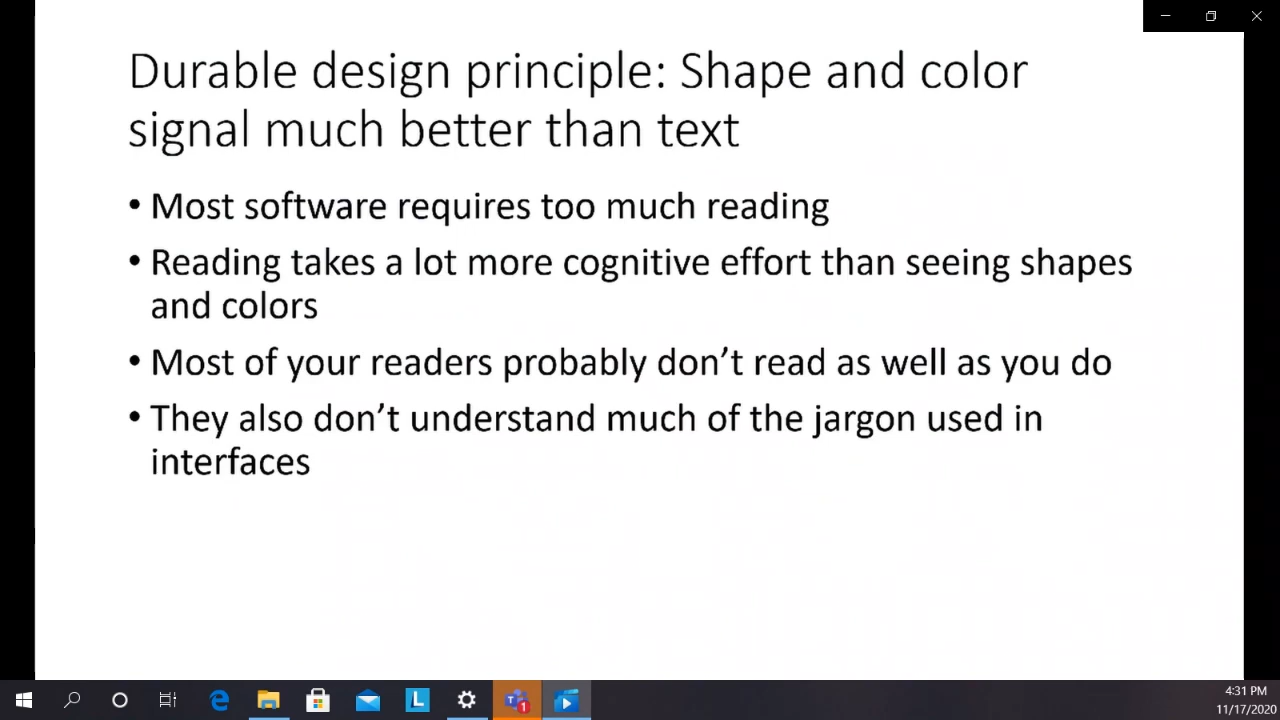 Durable design principle: Shape and color
signal much better than text
• Most software requires too much reading
• Reading takes a lot more cognitive effort than seeing shapes
and colors
• Most of your readers probably don’t read as well as you do
• They also don’t understand much of the jargon used in
interfaces
L
T
1
4:31 PM
11/17/2020